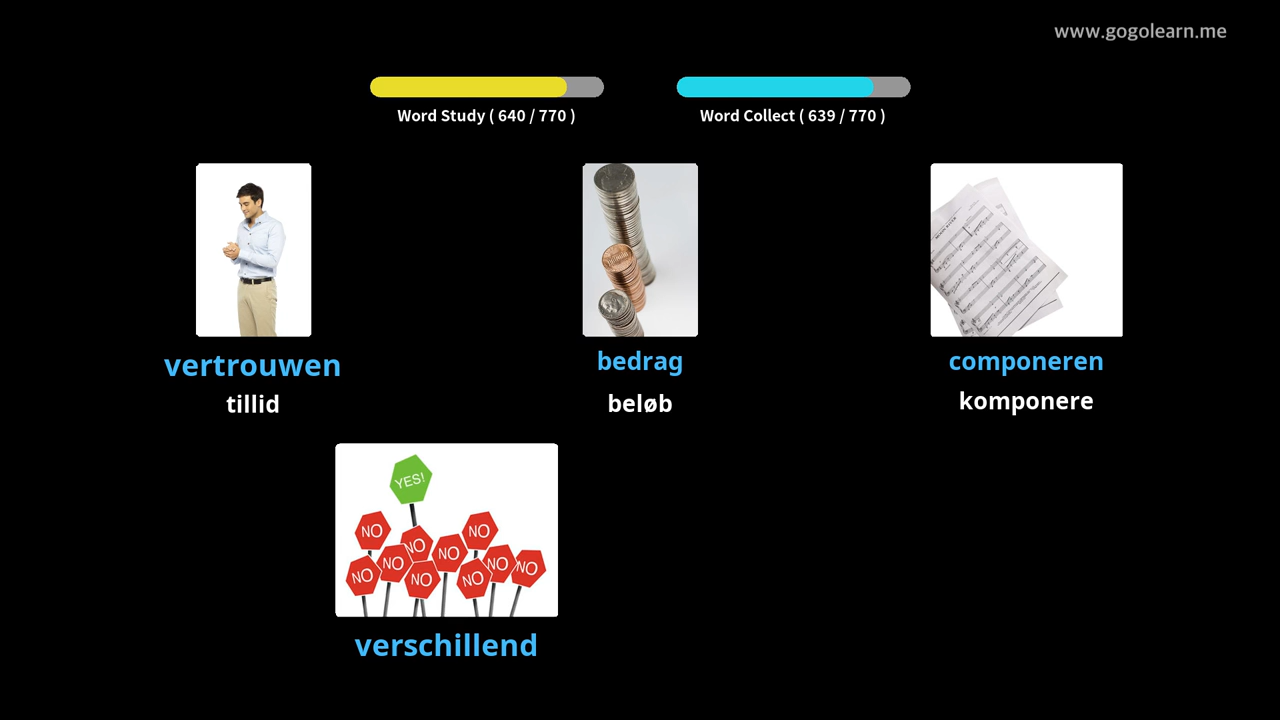 www.gogolearn.me
Word Study ( 640 / 770 )
Word Collect ( 639 / 770 )
vertrouwen
tillid
bedrag
beløb
componeren
komponere
YES!
NO
NO
NO
NO
NO
NO
NO
NO
NO
NO
verschillend